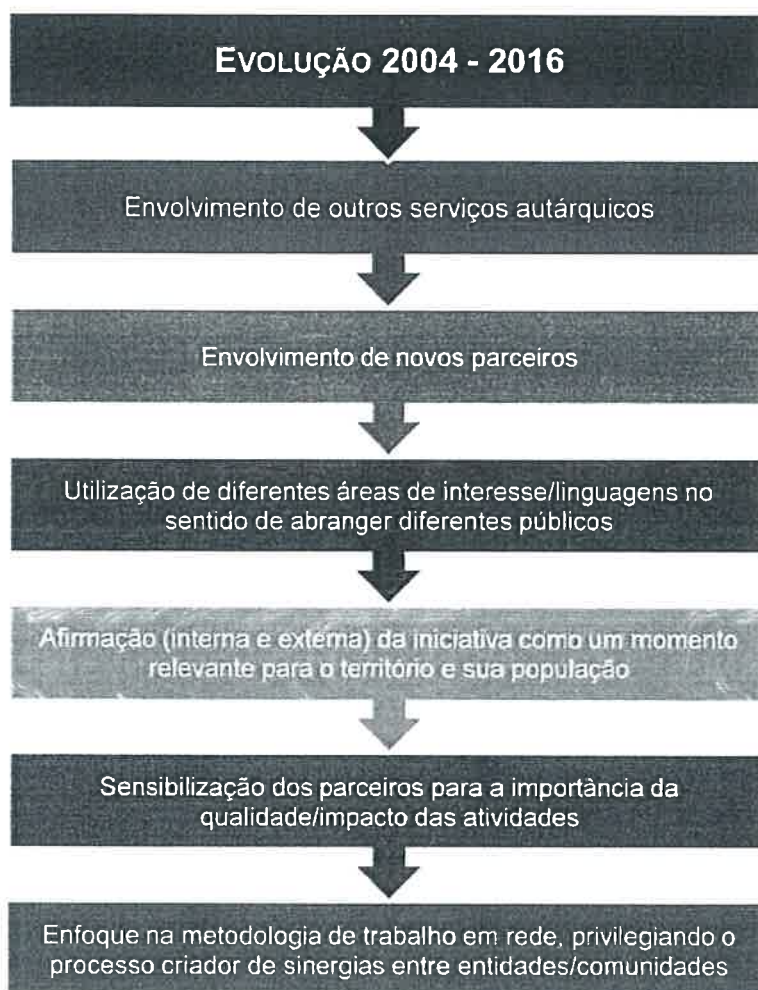 EVOLUÇÃO 2004 - 2016
Envolvimento de outros serviços autárquicos
Envolvimento de novos parceiros
Utilização de diferentes áreas de interesse/linguagens no
sentido de abranger diferentes públicos
Afirmação (interna e externa) da iniciativa como um momento
relevante para o território e sua população
Sensibilização dos parceiros para a importância da
qualidade/impacto das atividades
Enfoque na metodologia de trabalho em rede, privilegiando o
processo criador de sinergias entre entidades/comunidades